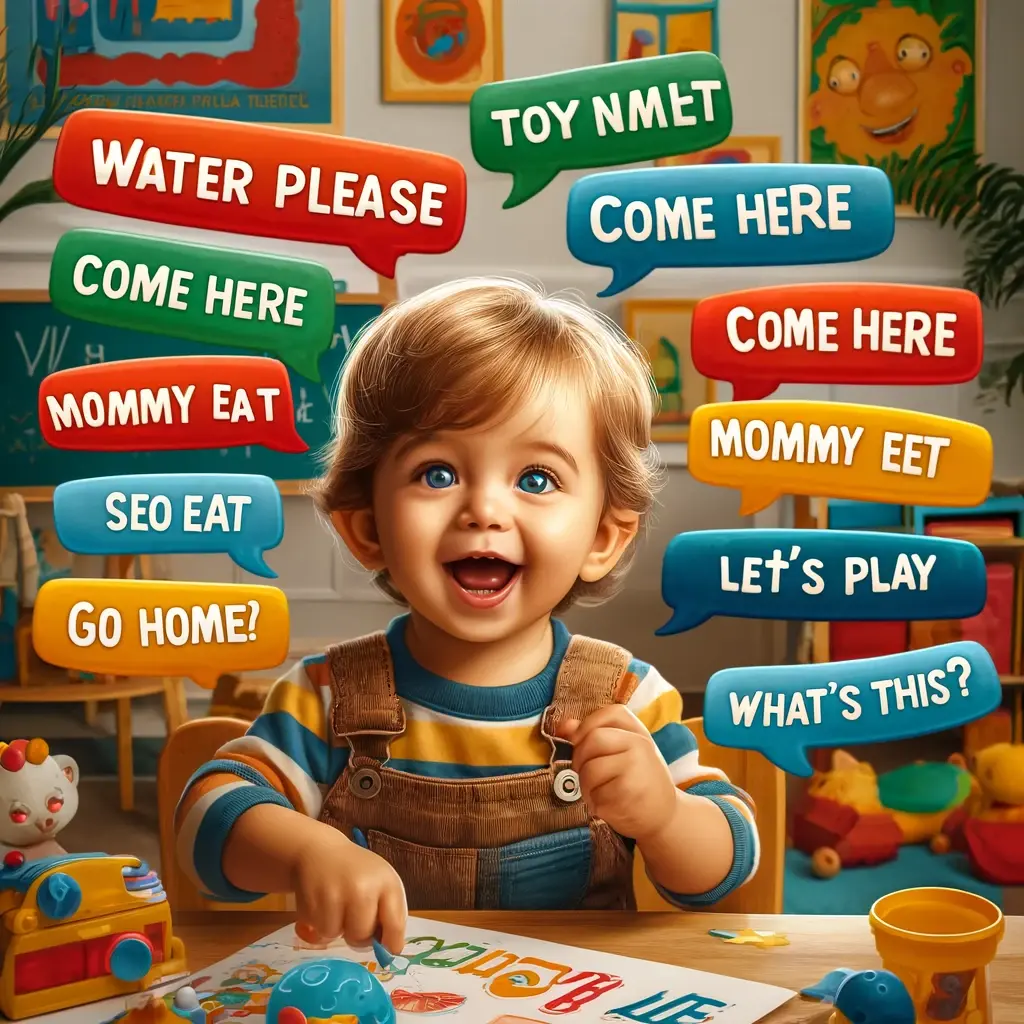 TOY NMŁT
WATER PLEASE
COME HERE
COME HERE
COME HERE
MOMMY EAT
MOMMY EET
SEO EAT
LET'S PLAY
GO HOME?
WHAT'S THIS?